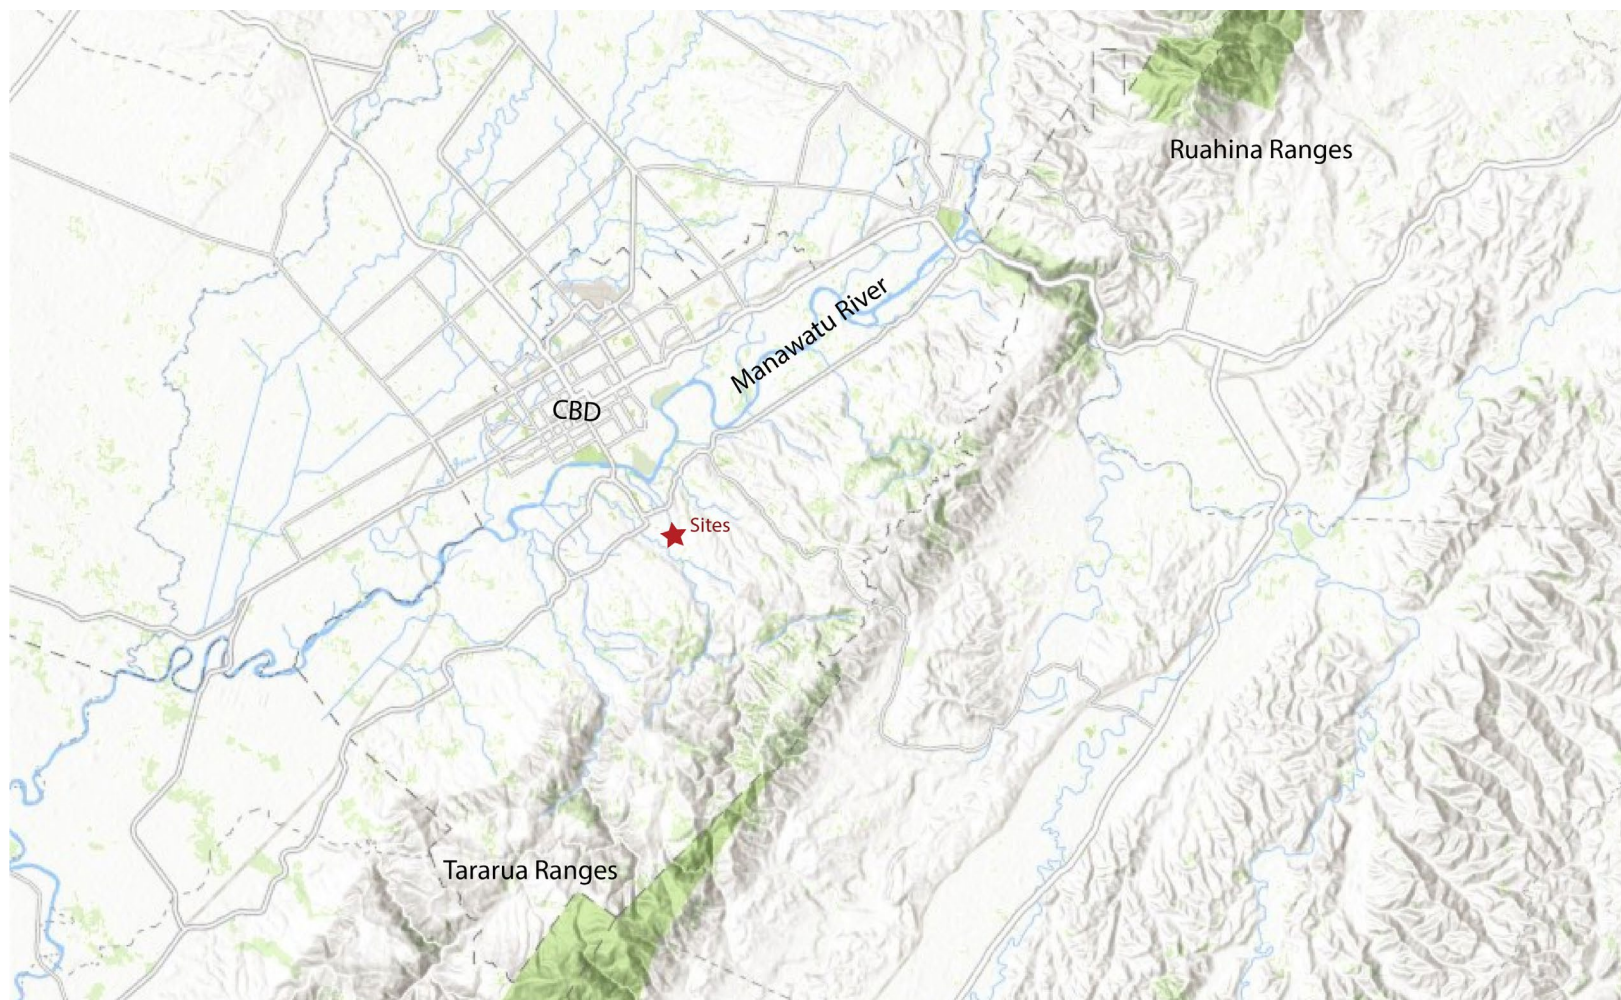 Ruahina Ranges
Manawatu River
CBD
Sites
Tararua Ranges